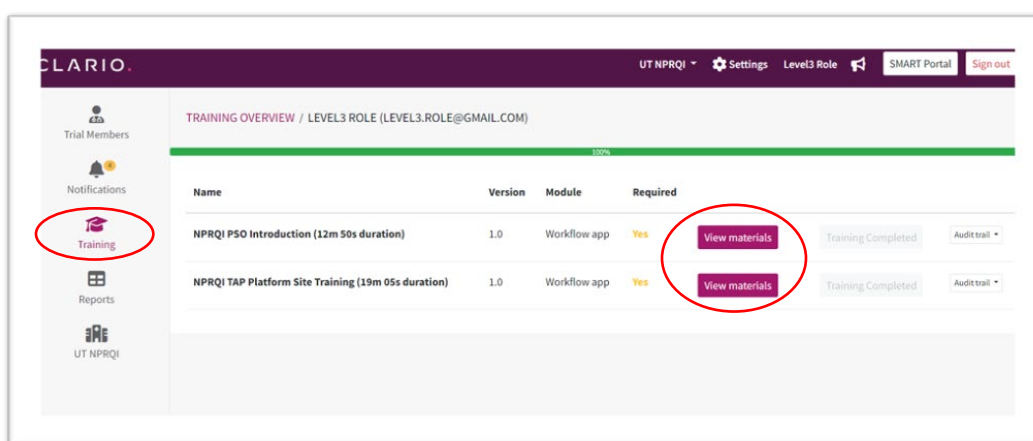 CLARIO.
UT NPRQI
Settings
Level3 Role
SMART Portal
Sign out
Trial Members
Notifications
Training
Reports
UT NPRQI
TRAINING OVERVIEW / LEVEL3 ROLE (LEVEL3.ROLE@GMAIL.COM)
100%
Name Version Module Required
NPRQI PSO Introduction (12m 50s duration) 1.0 Workflow app Yes View materials Training Completed Audit trail
NPRQI TAP Platform Site Training (19m 05s duration) 1.0 Workflow app Yes View materials Training Completed Audit trail